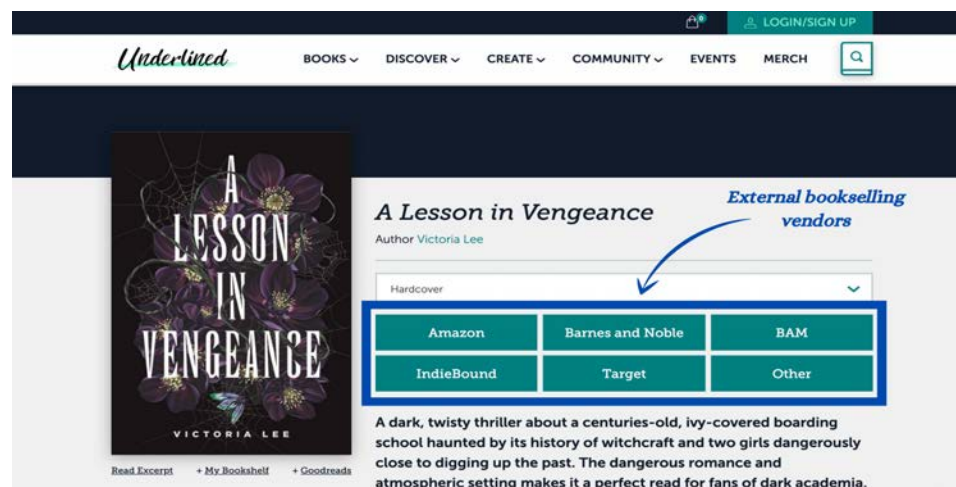 0
LOGIN/SIGN UP
Underlined
BOOKS DISCOVER CREATE COMMUNITY EVENTS MERCH
A
LESSON
IN
VENGEANCE
VICTORIA LEE
Read Excerpt + My Bookshelf + Goodreads
A Lesson in Vengeance
Author Victoria Lee
External bookselling
vendors
Hardcover
Amazon Barnes and Noble BAM
IndieBound Target Other
A dark, twisty thriller about a centuries-old, ivy-covered boarding
school haunted by its history of witchcraft and two girls dangerously
close to digging up the past. The dangerous romance and
atmospheric setting makes it a perfect read for fans of dark academia.